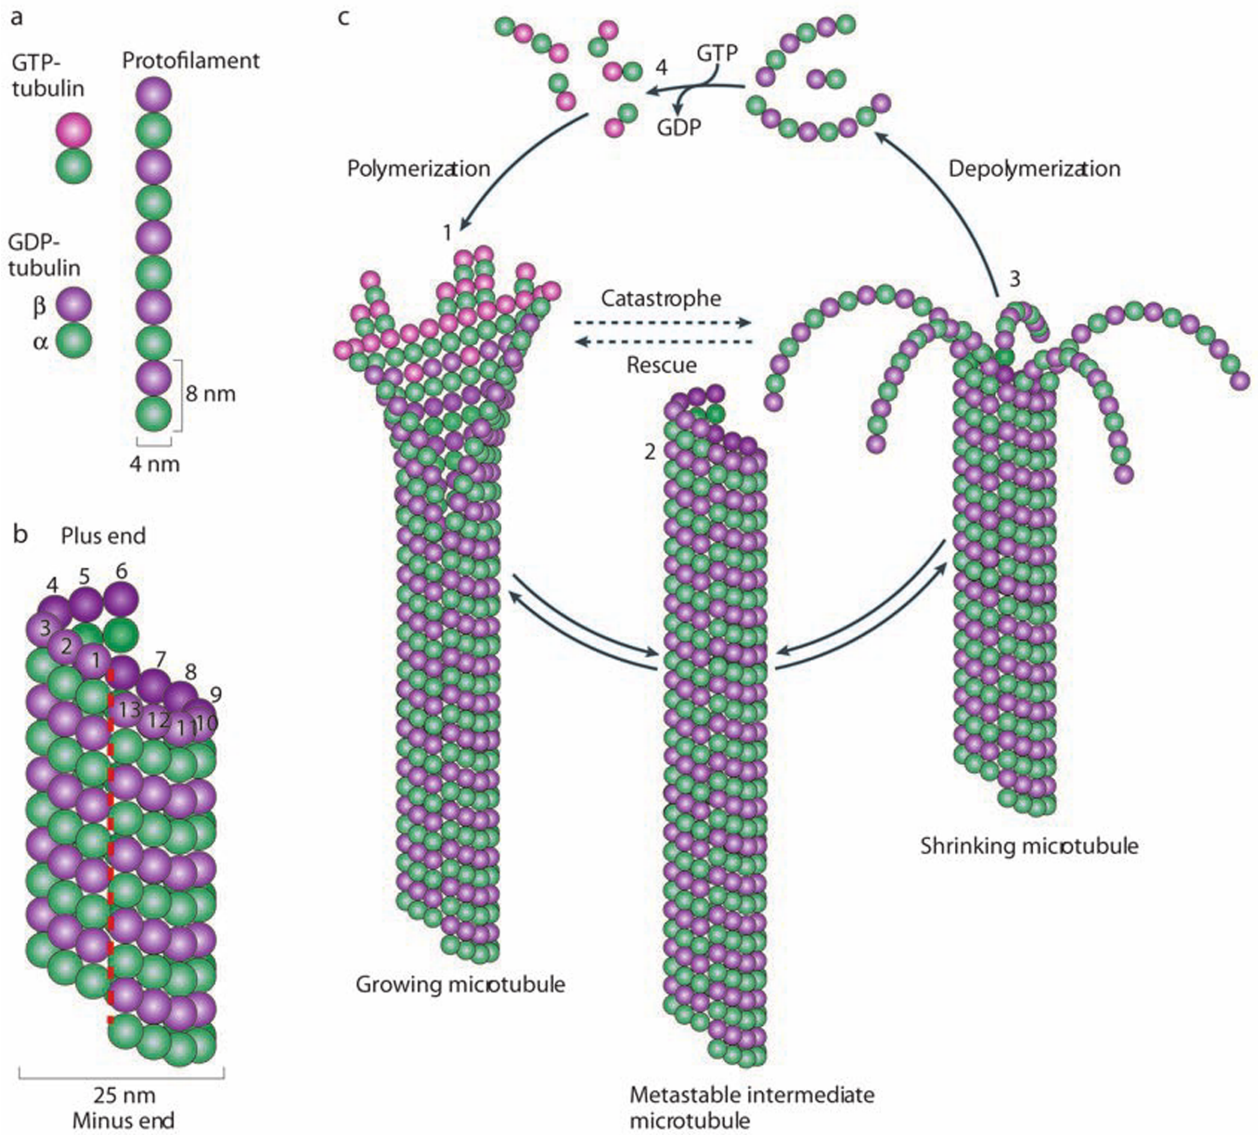 a
GTP-
tubulin
Protofilament
GDP-
tubulin
β
α
8 nm
4 nm
b
Plus end
4
5
6
3
2
1
7
8
9
13
12
11
10
25 nm
Minus end
c
GTP
4
GDP
Polymerization
Depolymerization
1
3
Catastrophe
Rescue
2
Growing microtubule
Shrinking microtubule
Metastable intermediate
microtubule